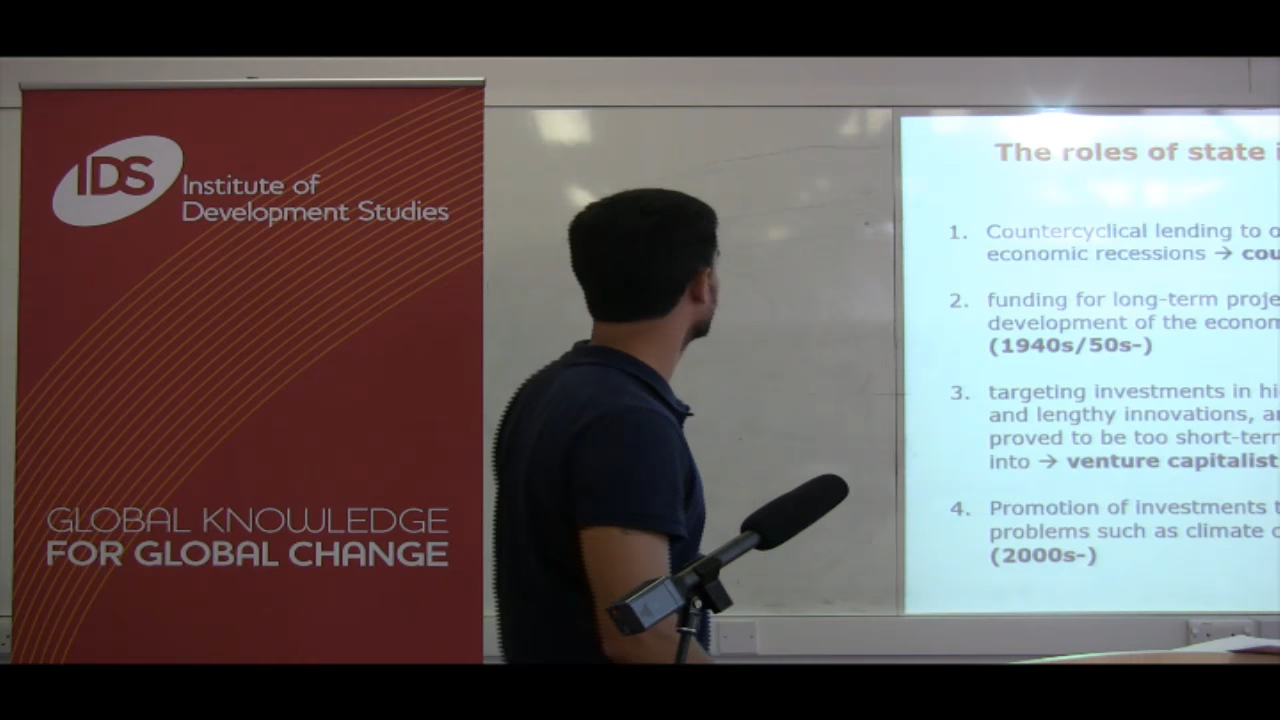 IDS
Institute of
Development Studies
GLOBAL KNOWLEDGE
FOR GLOBAL CHANGE
The roles of state
1. Countercyclical lending to
economic recessions →
2. funding for long-term
development of the
(1940s/50s-)
3. targeting investments in
and lengthy innovations,
proved to be too
into → venture capitalist
4. Promotion of investments
problems such as climate
(2000s-)